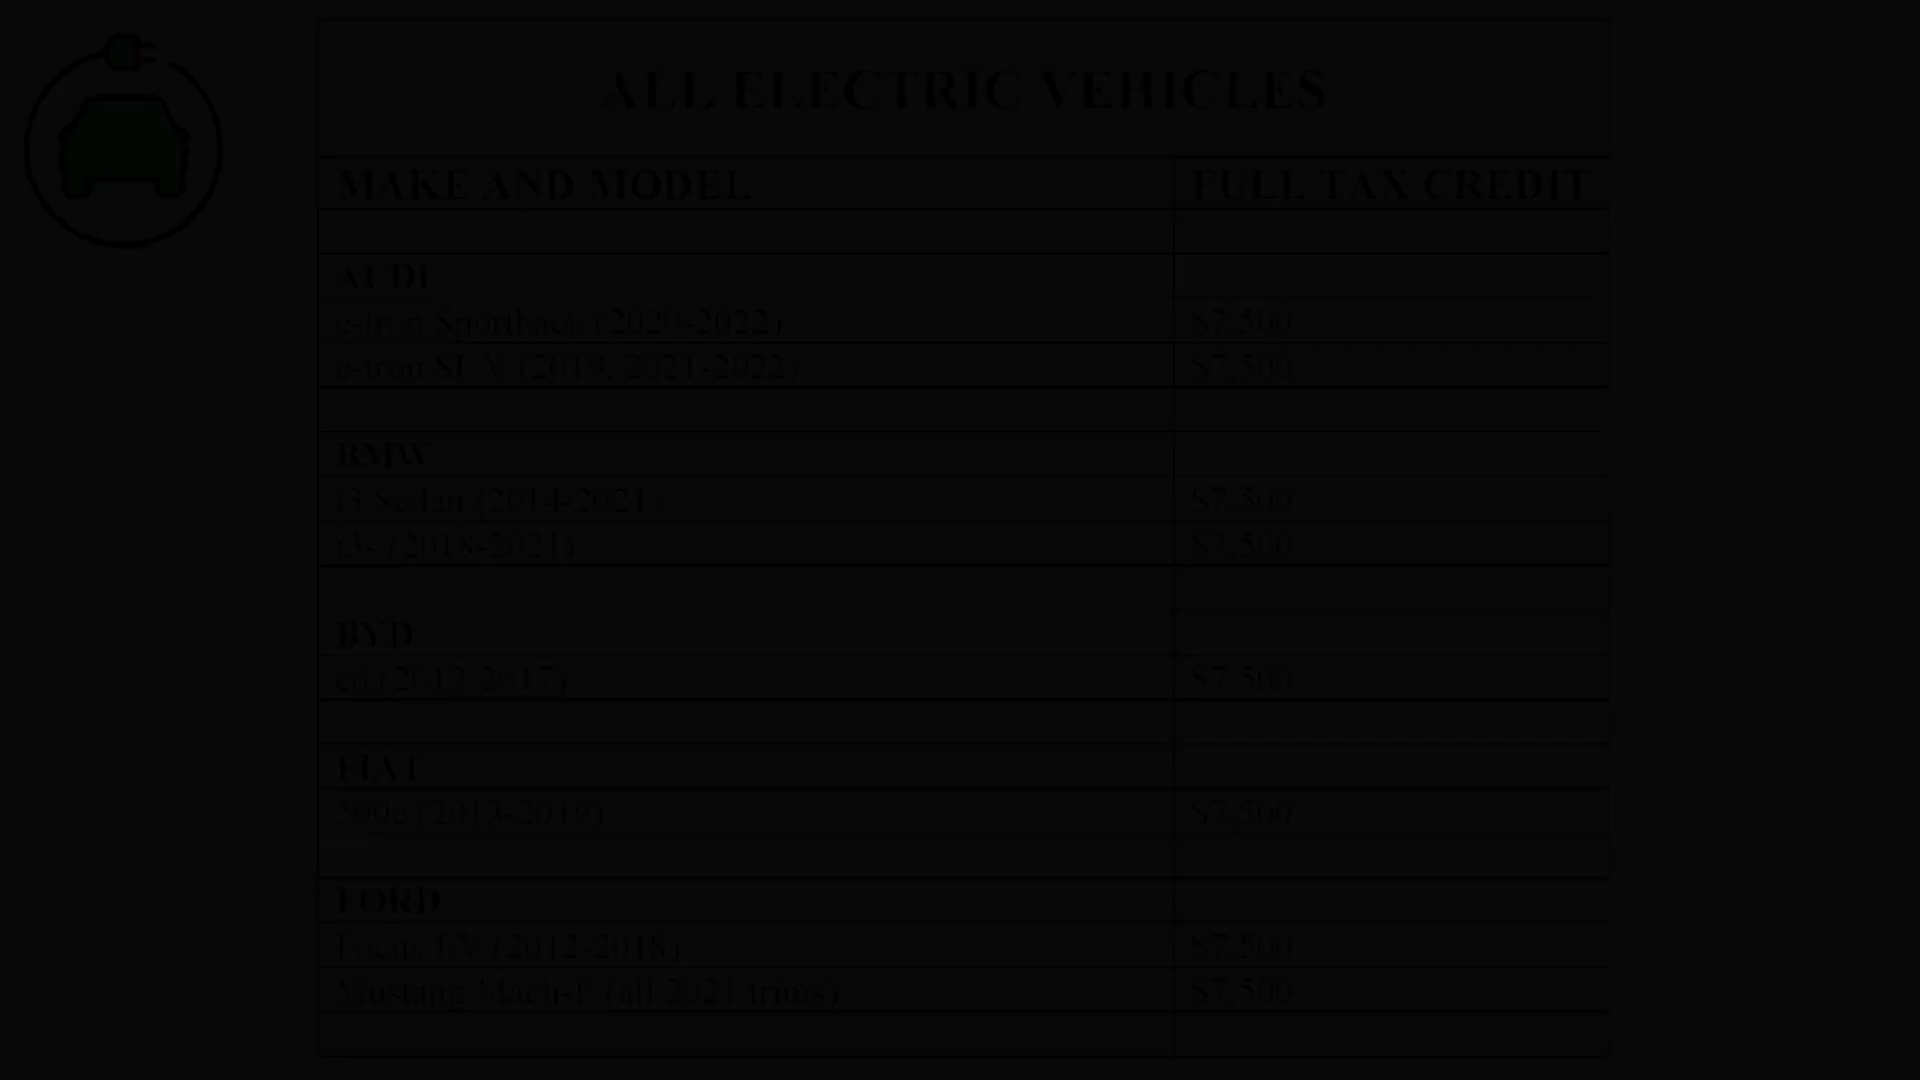 ALL ELECTRIC VEHICLES
MAKE AND MODEL FULL TAX CREDIT
AUDI
e-tron Sportback (2020-2022) $7,500
e-tron SUV (2019, 2021-2022) $7,500
BMW
i3 Sedan (2014-2021) $7,500
i3s (2018-2021) $7,500
BYD
e6 (2012-2017) $7,500
FIAT
500e (2013-2019) $7,500
FORD
Focus EV (2012-2018) $7,500
Mustang Mach-E (all 2021 trims) $7,500